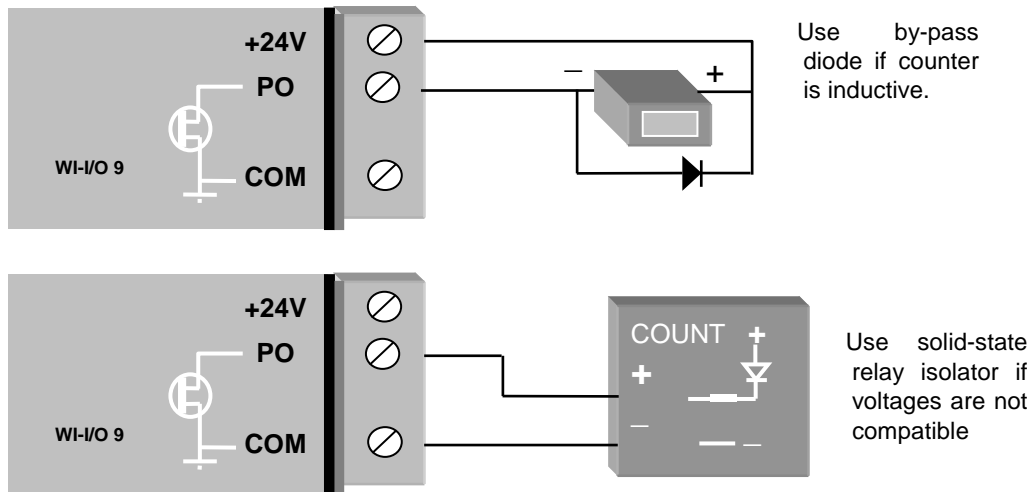 +24V
PO
COM
WI-I/O 9
– +
Use by-pass
diode if counter
is inductive.
+24V
PO
COM
WI-I/O 9
COUNT +
+
–
–
Use solid-state
relay isolator if
voltages are not
compatible